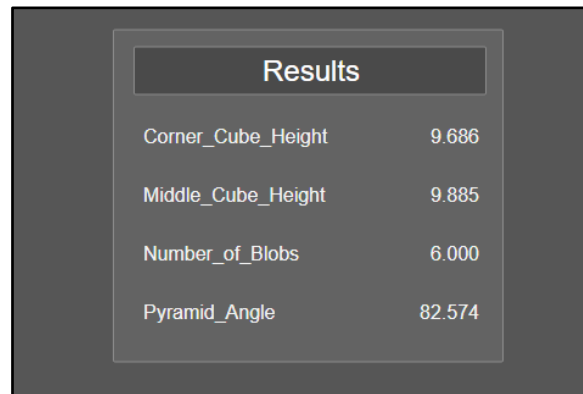 Results
Corner_Cube_Height 9.686
Middle_Cube_Height 9.885
Number_of_Blobs 6.000
Pyramid_Angle 82.574